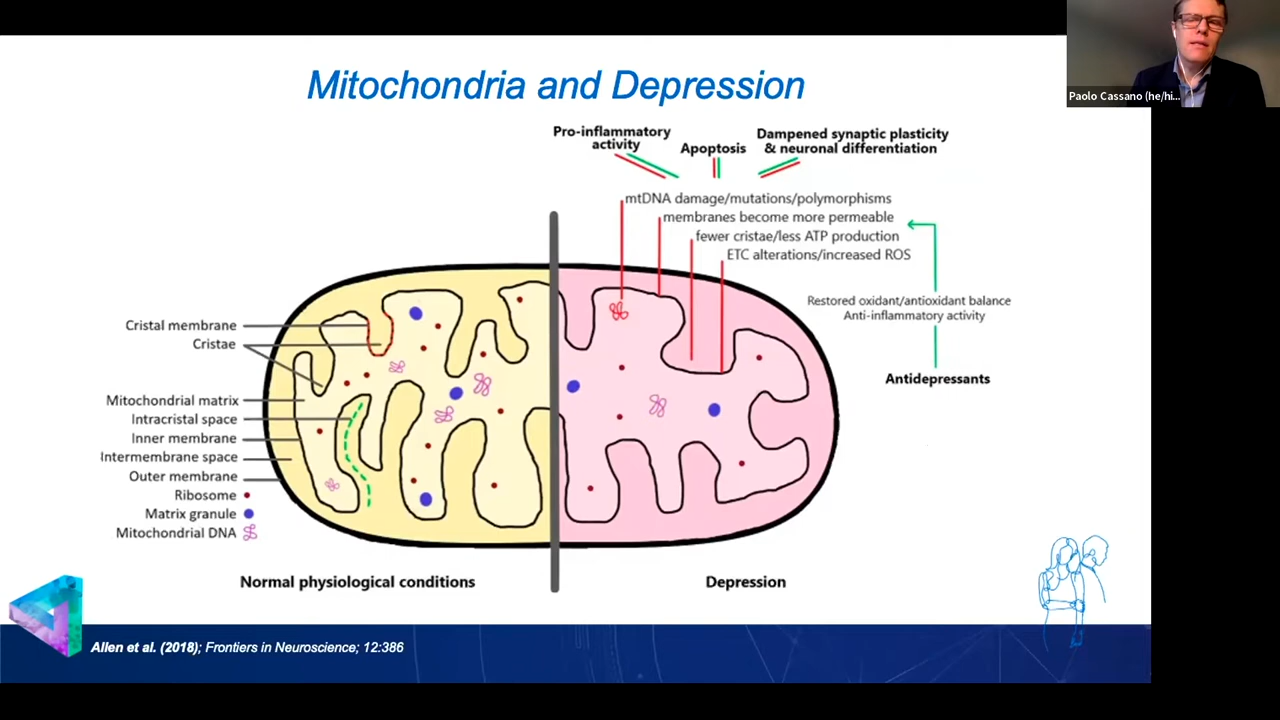 Mitochondria and Depression
Paolo Cassano (he/hi...
Pro-inflammatory
activity
Apoptosis
Dampened synaptic plasticity
& neuronal differentiation
mtDNA damage/mutations/polymorphisms
membranes become more permeable
fewer cristae/less ATP production
ETC alterations/increased ROS
Restored oxidant/antioxidant balance
Anti-inflammatory activity
Antidepressants
Cristal membrane
Cristae
Mitochondrial matrix
Intracristal space
Inner membrane
Intermembrane space
Outer membrane
Ribosome
Matrix granule
Mitochondrial DNA
Normal physiological conditions
Depression
Allen et al. (2018); Frontiers in Neuroscience; 12:386